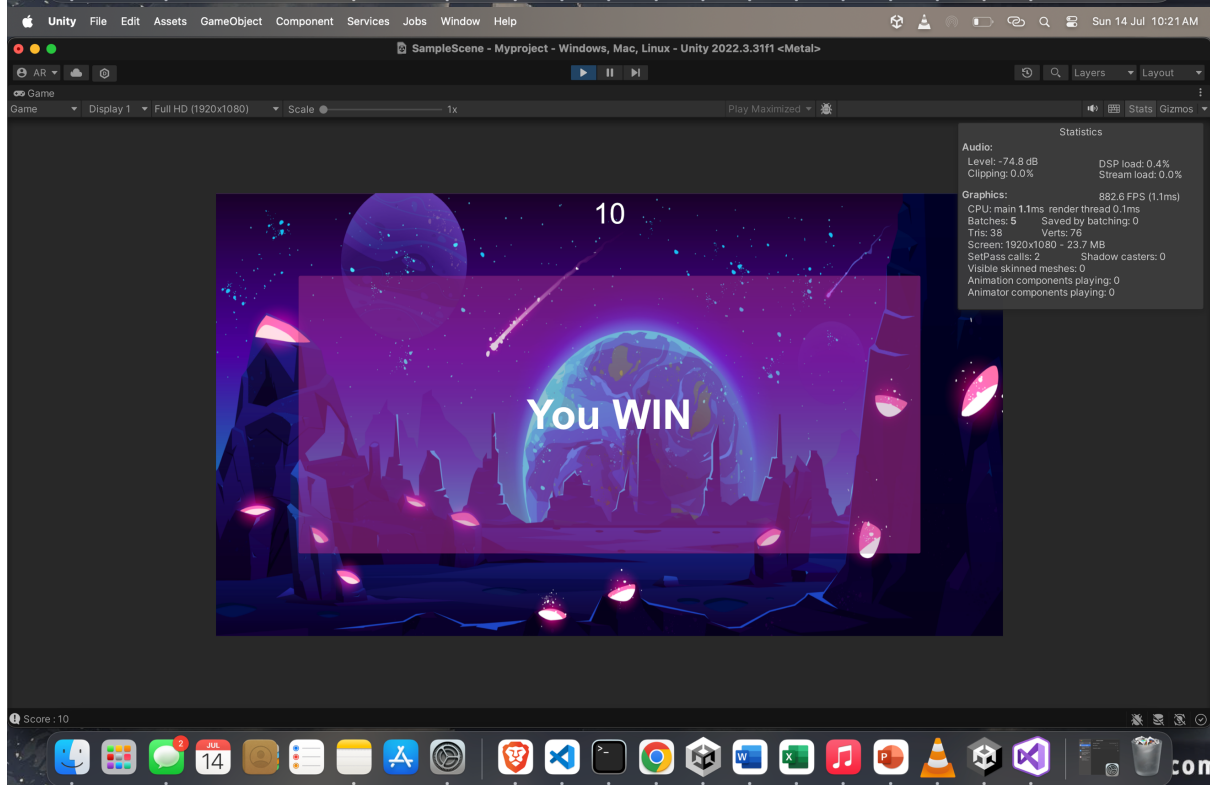 Unity File Edit Assets GameObject Component Services Jobs Window Help Sun 14 Jul 10:21 AM
SampleScene - Myproject - Windows, Mac, Linux - Unity 2022.3.31f1 <Metal>
AR Layers Layout
Game
Game Display 1 Full HD (1920x1080) Scale 1x Play Maximized Stats Gizmos
Statistics
Audio:
Level: -74.8 dB DSP load: 0.4%
Clipping: 0.0% Stream load: 0.0%
Graphics: 882.6 FPS (1.1ms)
CPU: main 1.1ms render thread 0.1ms
Batches: 5 Saved by batching: 0
Tris: 38 Verts: 76
Screen: 1920x1080 - 23.7 MB
SetPass calls: 2 Shadow casters: 0
Visible skinned meshes: 0
Animation components playing: 0
Animator components playing: 0
10
You WIN
Score : 10
2
JUL
14
W
X
P
com